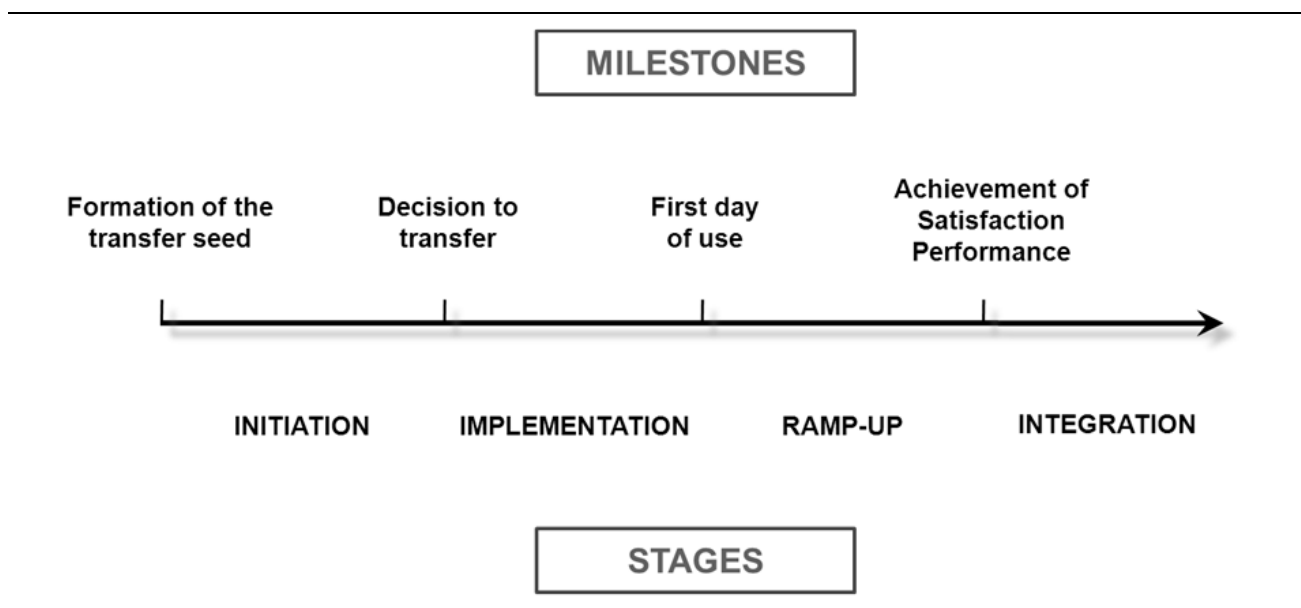 MILESTONES
Formation of the
transfer seed
Decision to
transfer
First day
of use
Achievement of
Satisfaction
Performance
INITIATION
IMPLEMENTATION
RAMP-UP
INTEGRATION
STAGES